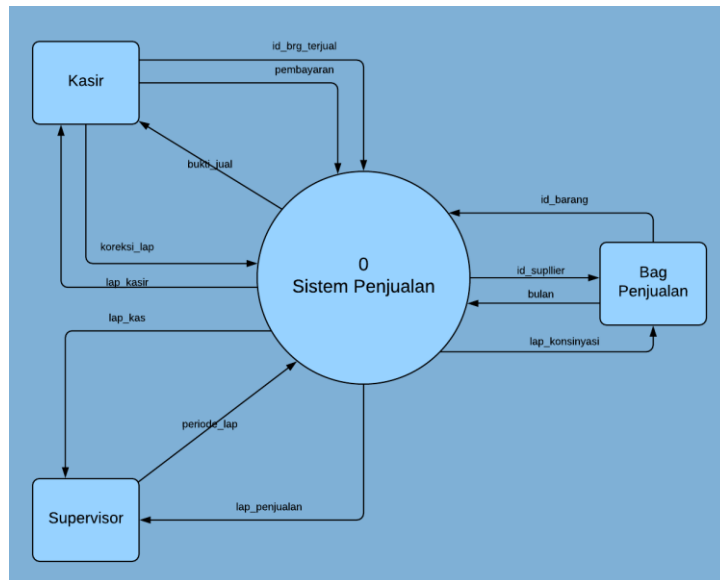 id_brg_terjual
pembayaran
Kasir
bukti_jual
koreksi_lap
lap_kasir
0
Sistem Penjualan
id_barang
id_supllier
bulan
Bag
Penjualan
lap_konsinyasi
lap_kas
periode_lap
Supervisor
lap_penjualan